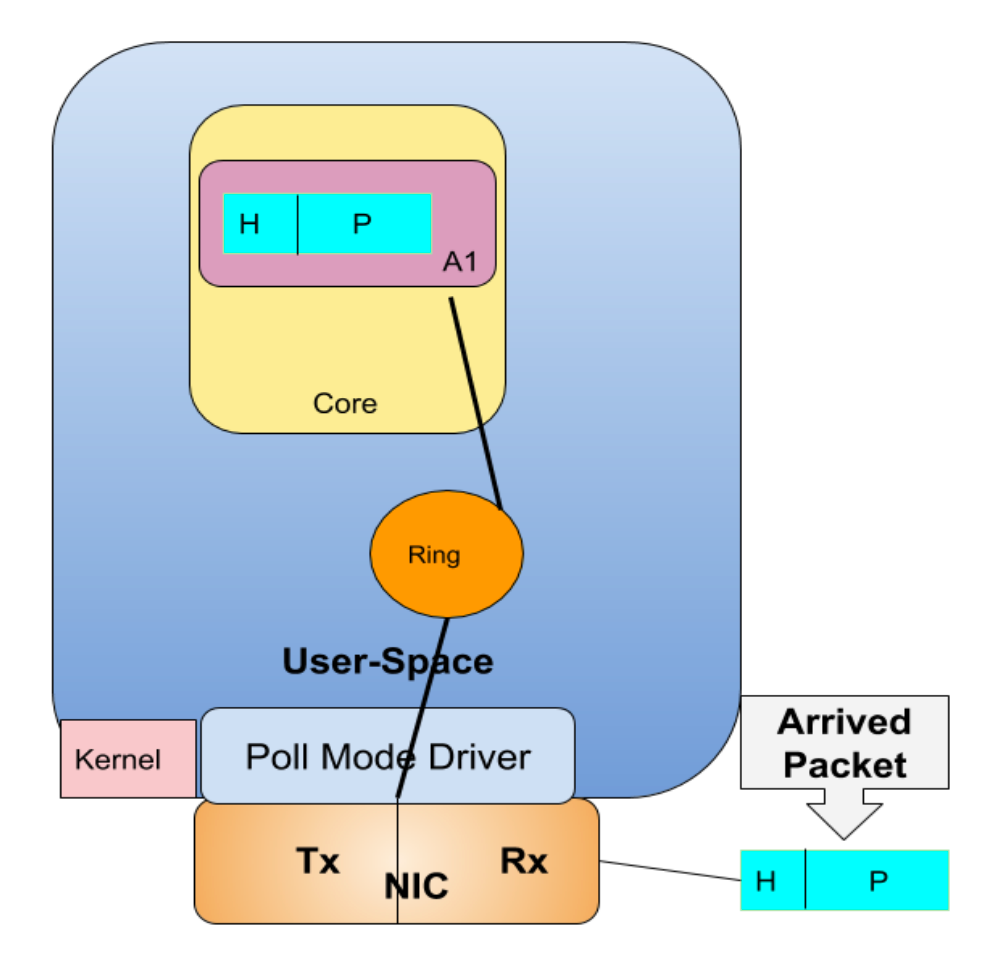 H
P
A1
Core
Ring
User-Space
Kernel
Poll Mode Driver
Arrived
Packet
Tx
Rx
NIC
H
P